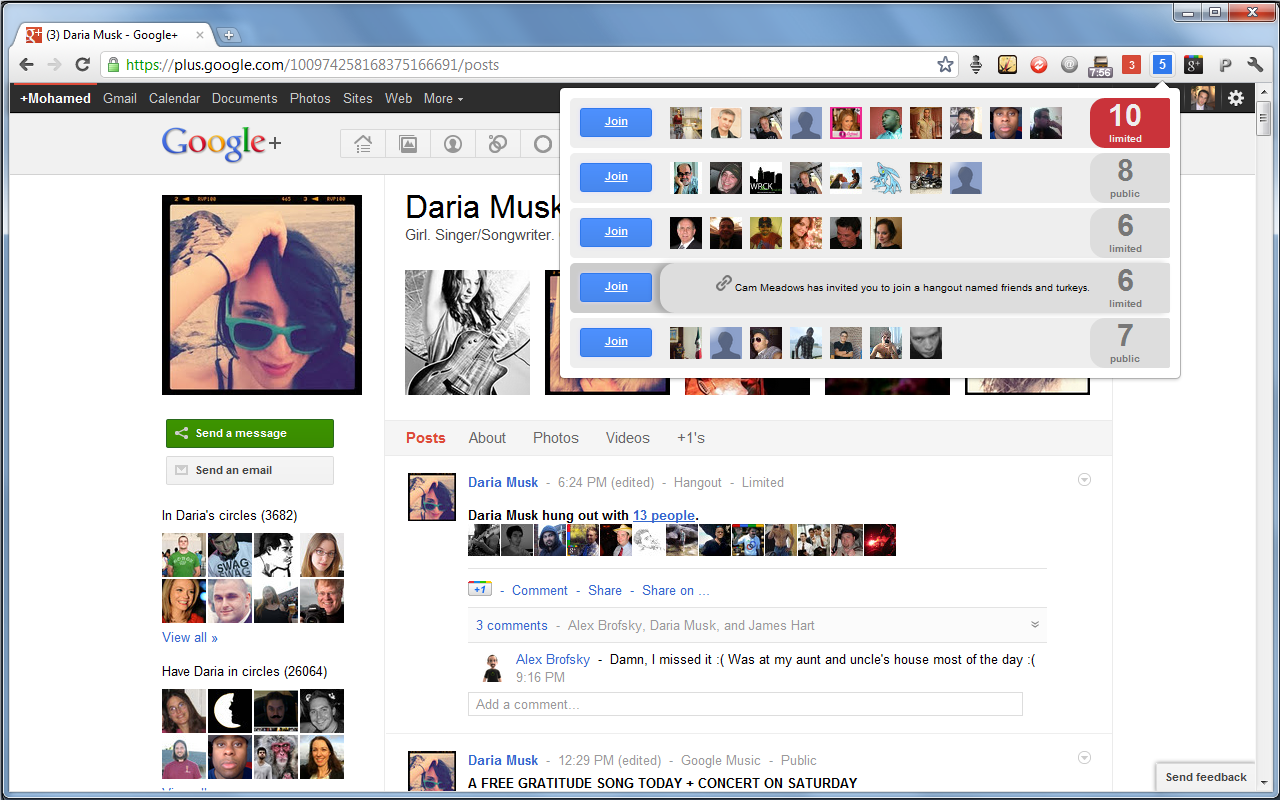 (3) Daria Musk - Google+
https://plus.google.com/100974258168375166691/posts
7:56
3
5
g+
P
+Mohamed Gmail Calendar Documents Photos Sites Web More
Google+
Join
10
limited
Join
WRCK
8
public
Join
6
limited
Join
Cam Meadows has invited you to join a hangout named friends and turkeys.
6
limited
Join
7
public
RVP100 465 RVP100
Daria Musk
Girl. Singer/Songwriter.
Send a message
Send an email
In Daria's circles (3682)
SWAG
SWAG
View all »
Have Daria in circles (26064)
Posts About Photos Videos +1's
Daria Musk - 6:24 PM (edited) - Hangout - Limited
Daria Musk hung out with 13 people.
+1 - Comment - Share - Share on ...
3 comments - Alex Brofsky, Daria Musk, and James Hart
Alex Brofsky - Damn, I missed it :( Was at my aunt and uncle's house most of the day :(
9:16 PM
Add a comment...
Daria Musk - 12:29 PM (edited) - Google Music - Public
A FREE GRATITUDE SONG TODAY + CONCERT ON SATURDAY
Send feedback